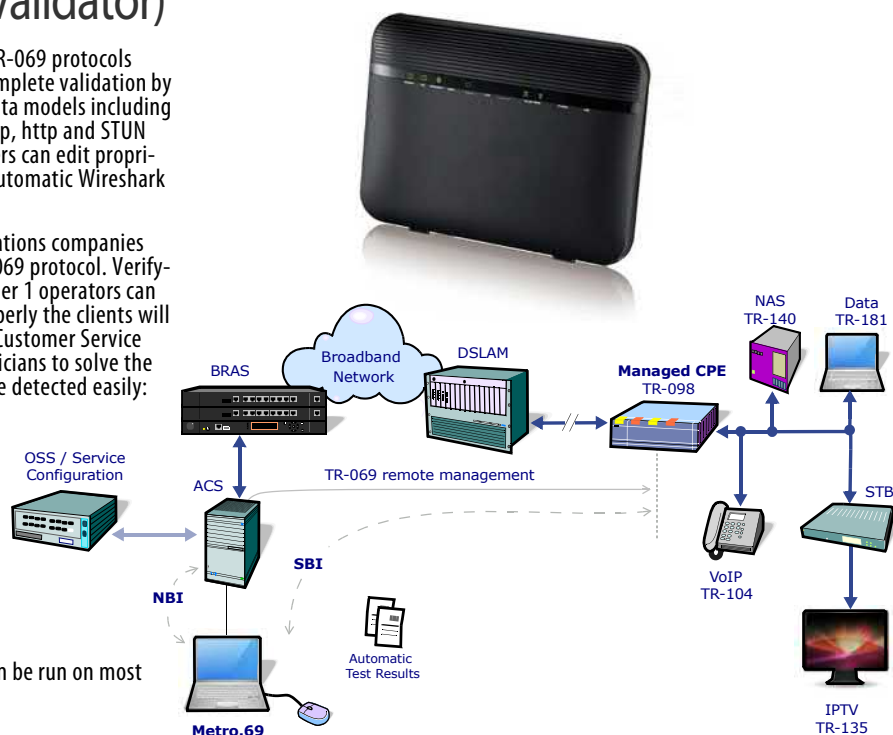 validator)
R-069 protocols
mplete validation by
ata models including
p, http and STUN
ers can edit propri-
utomatic Wireshark
ations companies
069 protocol. Verify-
er 1 operators can
perly the clients will
Customer Service
icians to solve the
e detected easily:
n be run on most
NAS
TR-140
Data
TR-181
BRAS
Broadband
Network
DSLAM
Managed CPE
TR-098
OSS / Service
Configuration
ACS
TR-069 remote management
STB
SBI
NBI
VoIP
TR-104
Automatic
Test Results
Metro.69
IPTV
TR-135